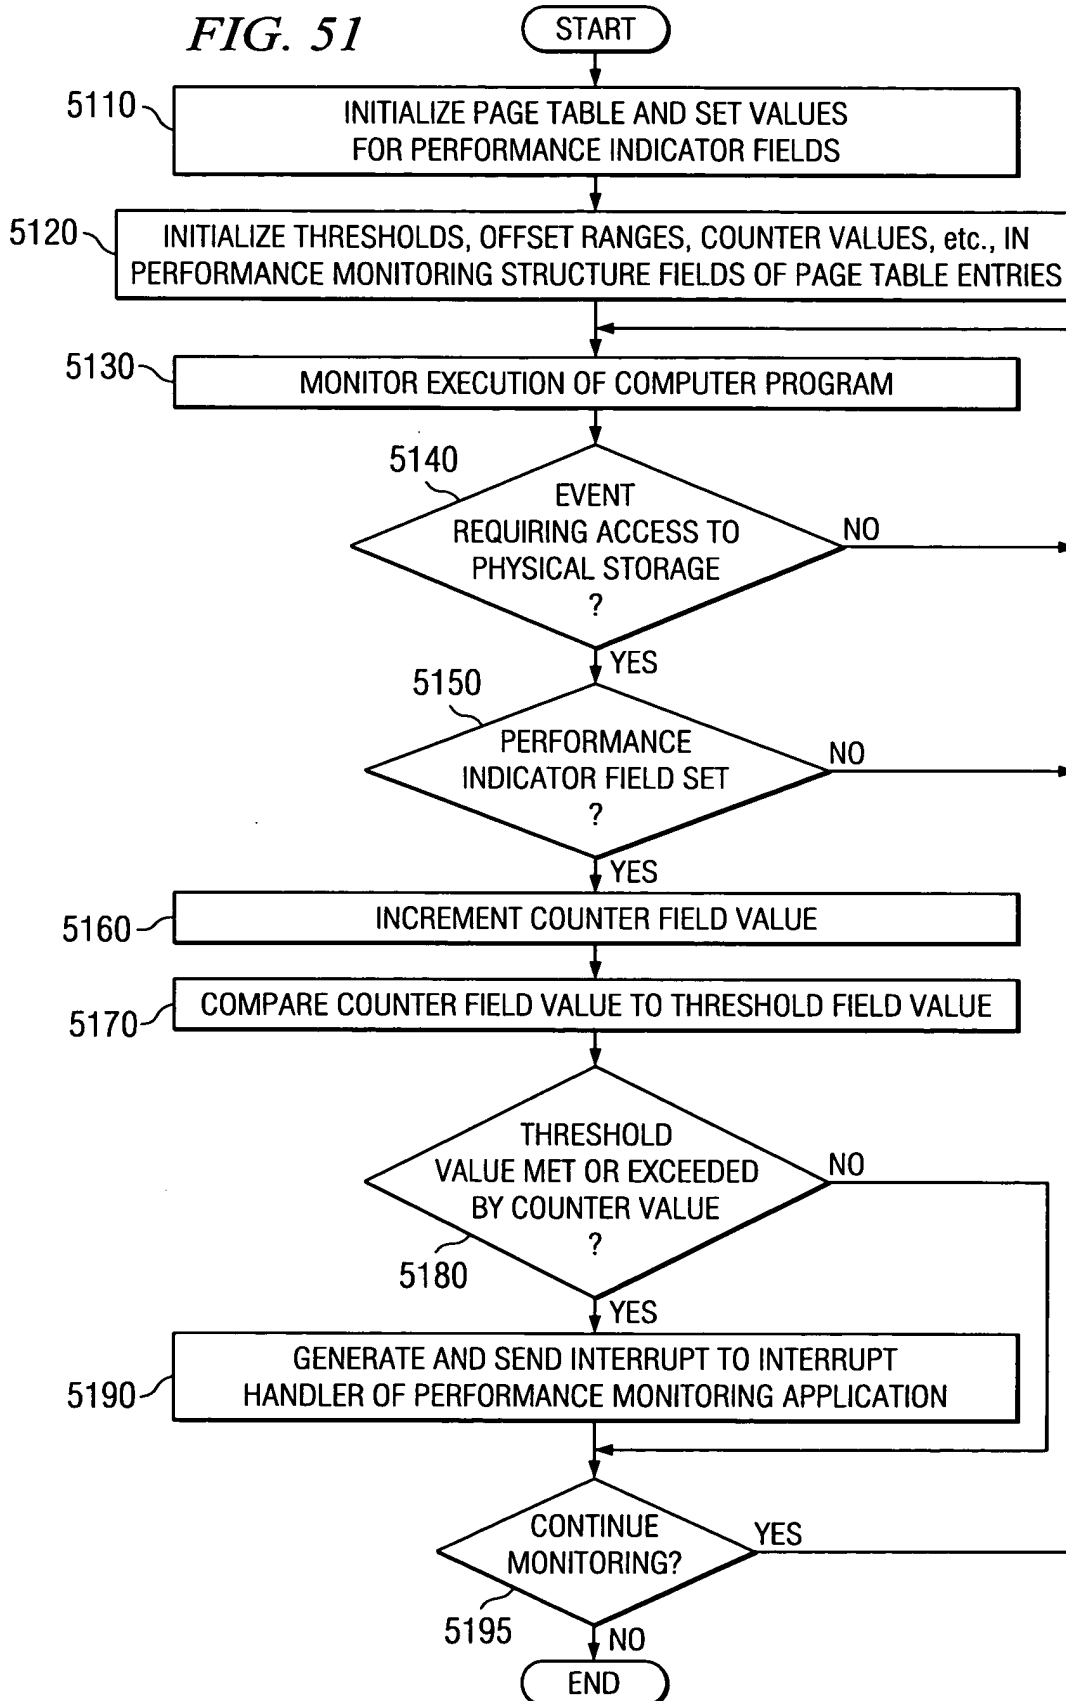 FIG. 51
START
5110
INITIALIZE PAGE TABLE AND SET VALUES
FOR PERFORMANCE INDICATOR FIELDS
5120
INITIALIZE THRESHOLDS, OFFSET RANGES, COUNTER VALUES, etc., IN
PERFORMANCE MONITORING STRUCTURE FIELDS OF PAGE TABLE ENTRIES
5130
MONITOR EXECUTION OF COMPUTER PROGRAM
5140
EVENT
REQUIRING ACCESS TO
PHYSICAL STORAGE
?
NO
YES
5150
PERFORMANCE
INDICATOR FIELD SET
?
NO
YES
5160
INCREMENT COUNTER FIELD VALUE
5170
COMPARE COUNTER FIELD VALUE TO THRESHOLD FIELD VALUE
THRESHOLD
VALUE MET OR EXCEEDED
BY COUNTER VALUE
?
NO
5180
YES
5190
GENERATE AND SEND INTERRUPT TO INTERRUPT
HANDLER OF PERFORMANCE MONITORING APPLICATION
CONTINUE
MONITORING?
YES
5195
NO
END